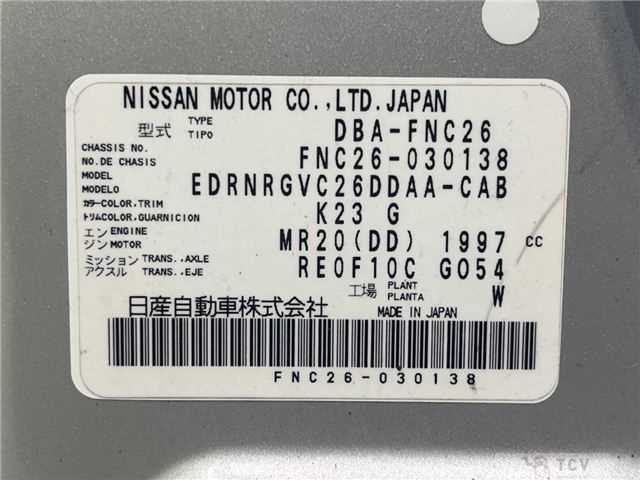 NISSAN MOTOR CO.,LTD.JAPAN
型式 TYPE TIPO DBA-FNC26
CHASSIS NO.
NO.DE CHASIS FNC26-030138
MODEL
MODELO EDRNRGVC26DDAA-CAB
カラーCOLOR,TRIM
トリムCOLOR,GUARNICION K23 G
エン ENGINE
ジン MOTOR MR20(DD) 1997 cc
ミッション TRANS.,AXLE
アクスル TRANS.,EJE RE0F10C GO54
工場 PLANT PLANTA W
日産自動車株式会社 MADE IN JAPAN
FNC26-030138
TCV